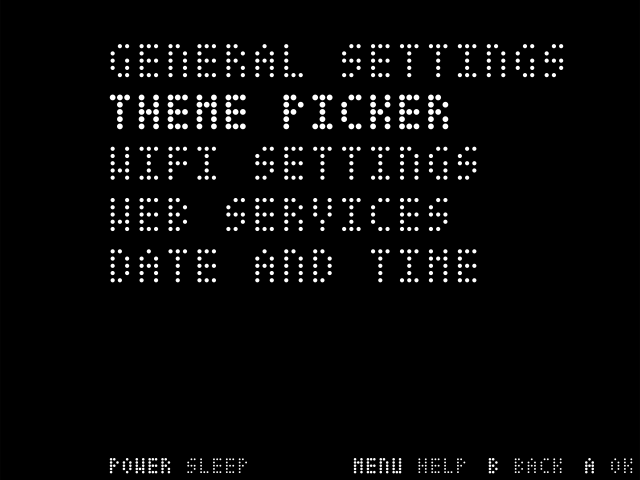 GENERAL SETTINGS
THEME PICKER
WIFI SETTINGS
WEB SERVICES
DATE AND TIME
POWER SLEEP MENU HELP B BACK A OK